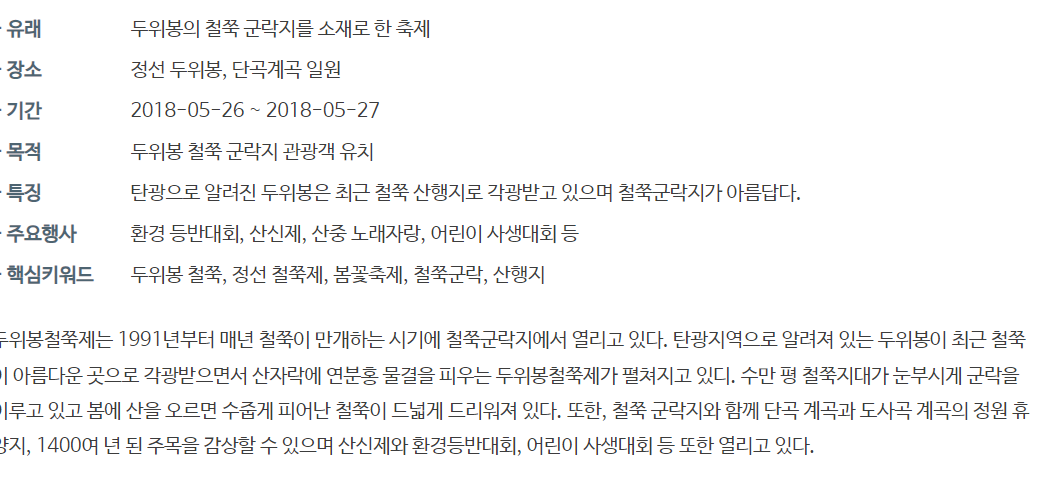 유래 두위봉의 철쭉 군락지를 소재로 한 축제
장소 정선 두위봉, 단곡계곡 일원
기간 2018-05-26 ~ 2018-05-27
목적 두위봉 철쭉 군락지 관광객 유치
특징 탄광으로 알려진 두위봉은 최근 철쭉 산행지로 각광받고 있으며 철쭉군락지가 아름답다.
주요행사 환경 등반대회, 산신제, 산중 노래자랑, 어린이 사생대회 등
핵심키워드 두위봉 철쭉, 정선 철쭉제, 봄꽃축제, 철쭉군락, 산행지
두위봉철쭉제는 1991년부터 매년 철쭉이 만개하는 시기에 철쭉군락지에서 열리고 있다. 탄광지역으로 알려져 있는 두위봉이 최근 철쭉
이 아름다운 곳으로 각광받으면서 산자락에 연분홍 물결을 피우는 두위봉철쭉제가 펼쳐지고 있디. 수만 평 철쭉지대가 눈부시게 군락을
이루고 있고 봄에 산을 오르면 수줍게 피어난 철쭉이 드넓게 드리워져 있다. 또한, 철쭉 군락지와 함께 단곡 계곡과 도사곡 계곡의 정원 휴
양지, 1400여 년 된 주목을 감상할 수 있으며 산신제와 환경등반대회, 어린이 사생대회 등 또한 열리고 있다.